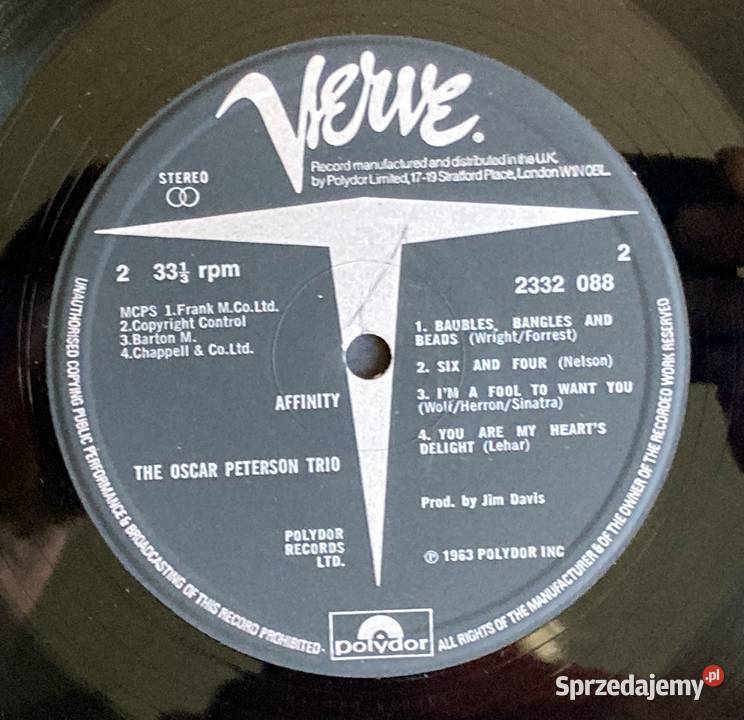 Verve.
Record manufactured and distributed in the U.K.
by Polydor Limited, 17-19 Stratford Place, London W1N 0BL.
STEREO
2 33⅓ rpm
2
2332 088
MCPS 1.Frank M.Co.Ltd.
2.Copyright Control
3.Barton M.
4.Chappell & Co.Ltd.
1. BAUBLES, BANGLES AND
BEADS (Wright/Forrest)
2. SIX AND FOUR (Nelson)
3. I'M A FOOL TO WANT YOU
(Wolf/Herron/Sinatra)
4. YOU ARE MY HEART'S
DELIGHT (Lehar)
AFFINITY
THE OSCAR PETERSON TRIO
Prod. by Jim Davis
POLYDOR
RECORDS
LTD.
℗ 1963 POLYDOR INC
UNAUTHORISED COPYING PUBLIC PERFORMANCE & BROADCASTING OF THIS RECORD PROHIBITED-
polydor
ALL RIGHTS OF THE MANUFACTURER & OF THE OWNER OF THE RECORDED WORK RESERVED
Sprzedajemy.pl